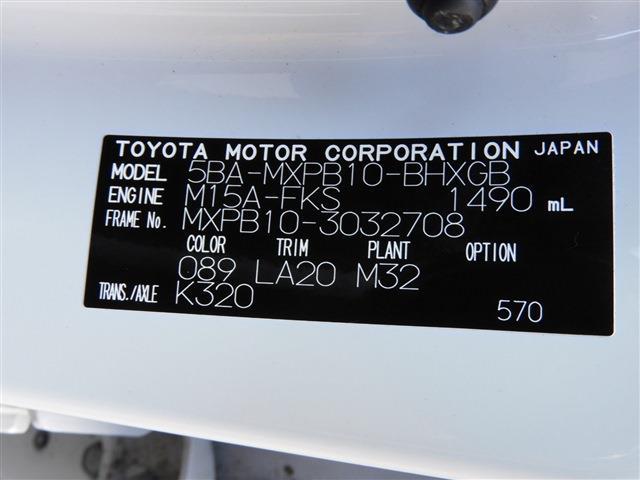 TOYOTA MOTOR CORPORATION JAPAN
MODEL 5BA-MXPB10-BHXGB
ENGINE M15A-FKS 1490 mL
FRAME No. MXPB10-3032708
COLOR TRIM PLANT OPTION
089 LA20 M32
TRANS./AXLE K320
570